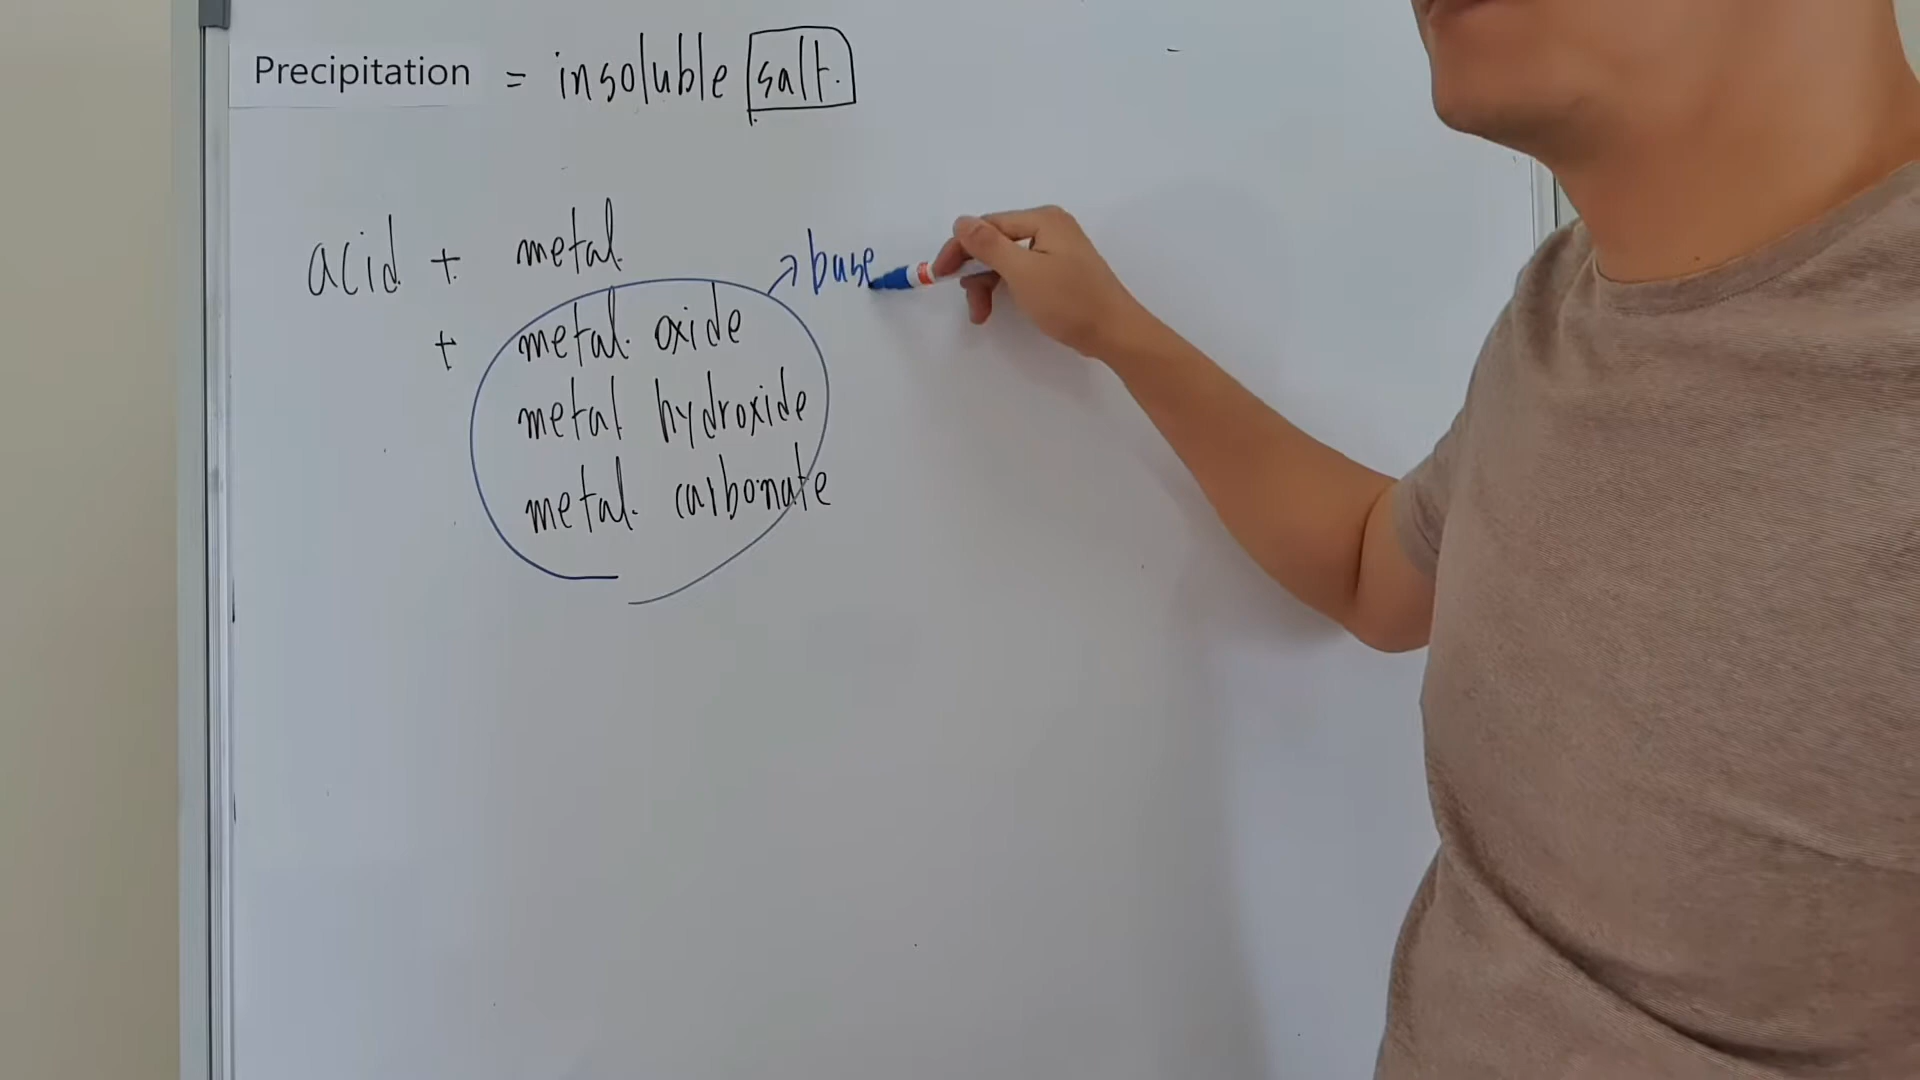 Precipitation = insoluble salt.
acid + metal → base
+ metal oxide
metal hydroxide
metal carbonate